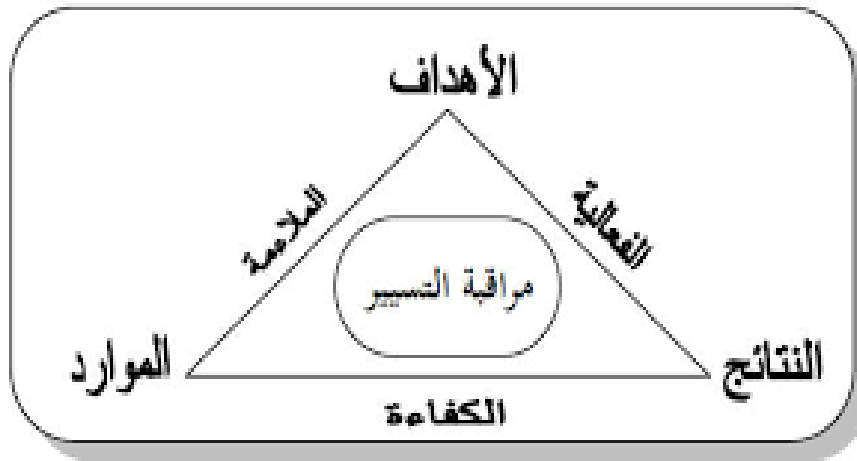 الأهداف
الفعالية
الملاءمة
مراقبة التسيير
النتائج
الموارد
الكفاءة